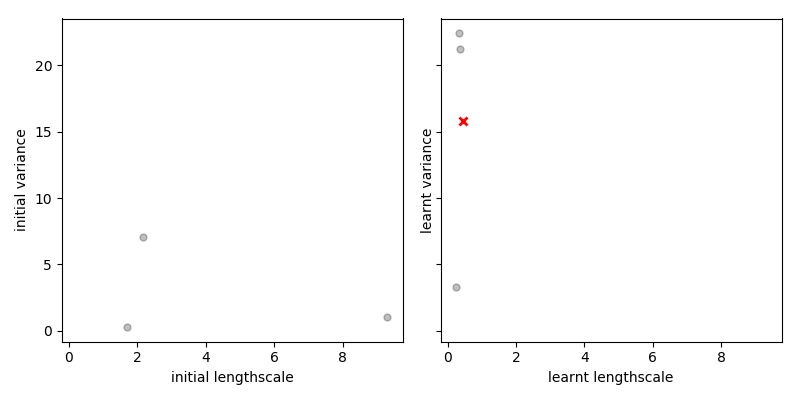 initial variance
20
15
10
5
0
0 2 4 6 8
initial lengthscale
learnt variance
0 2 4 6 8
learnt lengthscale